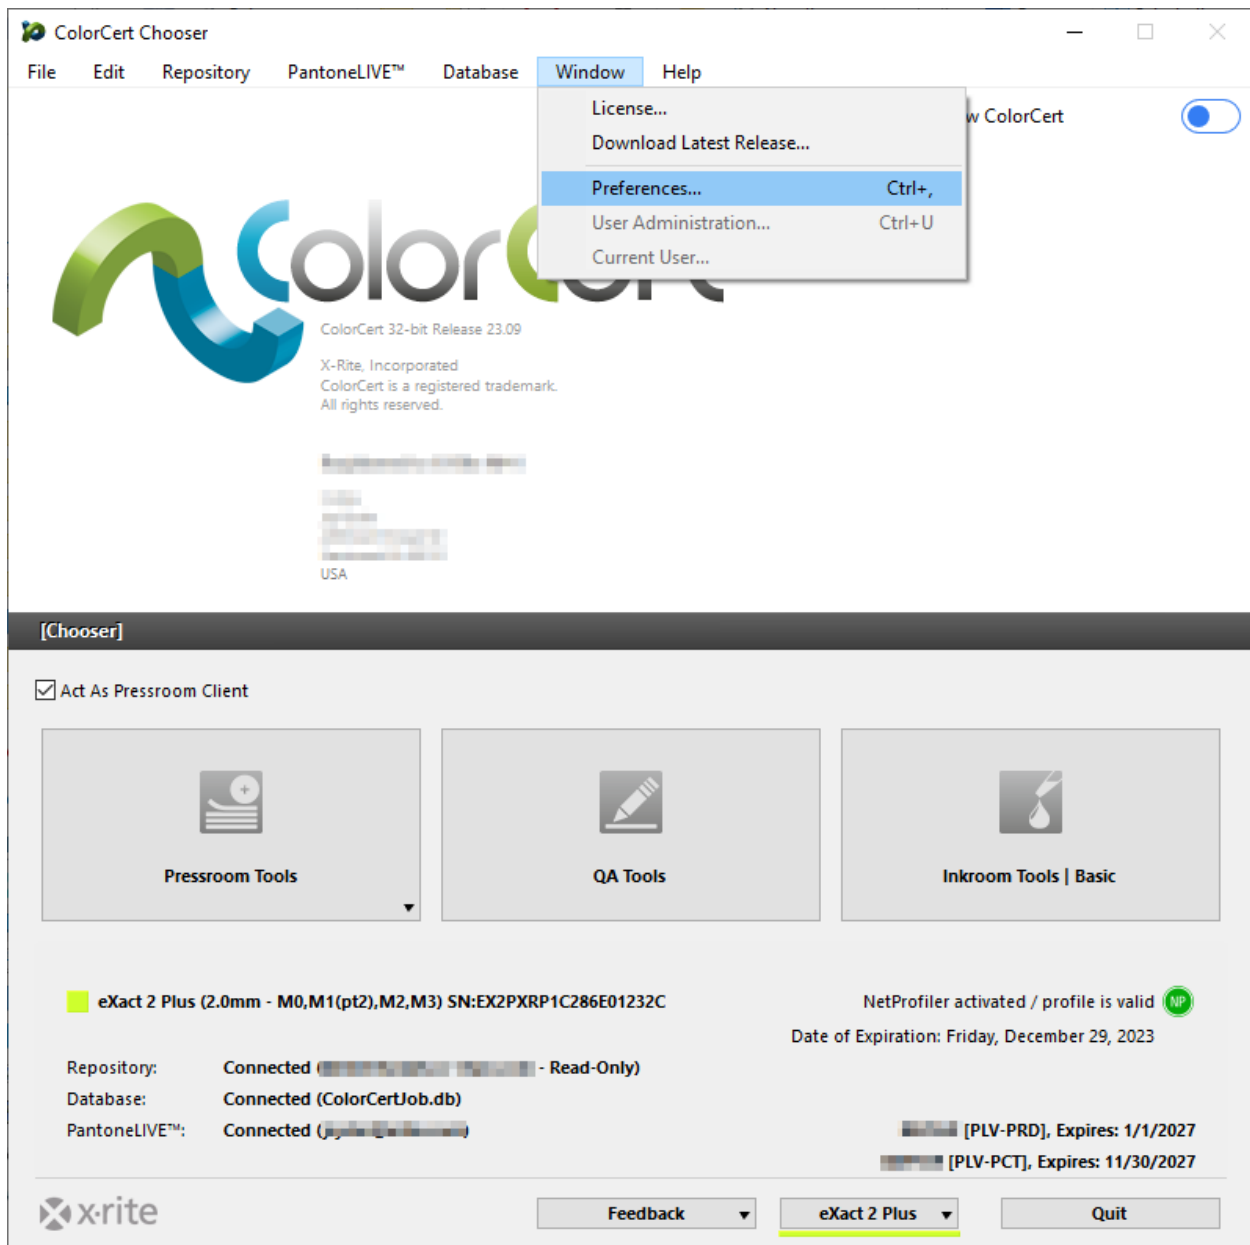 ColorCert Chooser
File Edit Repository PantoneLIVE™ Database Window Help
License...
w ColorCert
Download Latest Release...
Preferences... Ctrl+,
User Administration... Ctrl+U
Current User...
ColorCert
ColorCert 32-bit Release 23.09
X-Rite, Incorporated
ColorCert is a registered trademark.
All rights reserved.
USA
[Chooser]
Act As Pressroom Client
Pressroom Tools QA Tools Inkroom Tools | Basic
eXact 2 Plus (2.0mm - M0,M1(pt2),M2,M3) SN:EX2PXRP1C286E01232C NetProfiler activated / profile is valid NP
Date of Expiration: Friday, December 29, 2023
Repository: Connected ( - Read-Only)
Database: Connected (ColorCertJob.db)
PantoneLIVE™: Connected ( ) [PLV-PRD], Expires: 1/1/2027
[PLV-PCT], Expires: 11/30/2027
x·rite Feedback eXact 2 Plus Quit